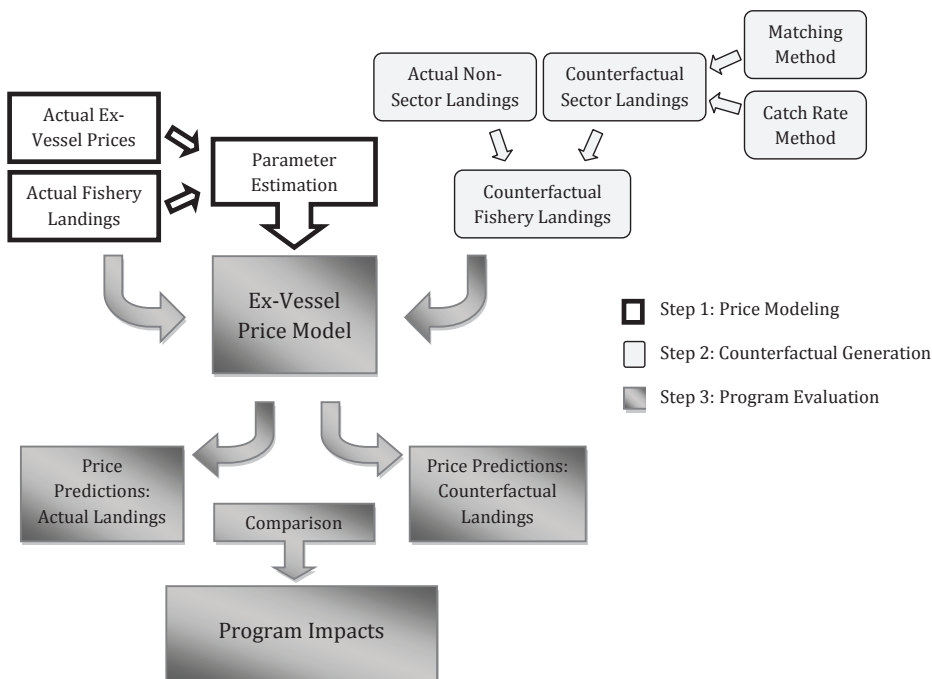 Matching
Method
Actual Non-
Sector Landings
Counterfactual
Sector Landings
Catch Rate
Method
Actual Ex-
Vessel Prices
Actual Fishery
Landings
Parameter
Estimation
Counterfactual
Fishery Landings
Ex-Vessel
Price Model
Step 1: Price Modeling
Step 2: Counterfactual Generation
Step 3: Program Evaluation
Price
Predictions:
Actual Landings
Price Predictions:
Counterfactual
Landings
Comparison
Program Impacts